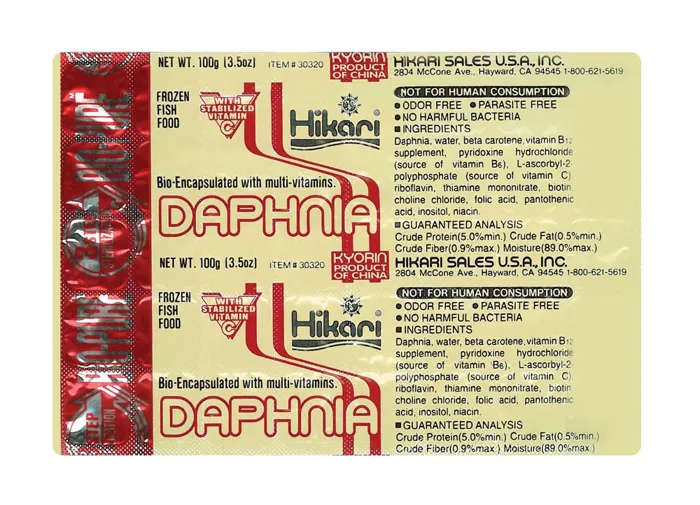 NET WT. 100g (3.5oz) ITEM # 30320
KYORIN
PRODUCT
OF CHINA
FROZEN
FISH
FOOD
WITH
STABILIZED
VITAMIN
C
Hikari
Bio-Encapsulated with multi-vitamins.
DAPHNIA
HIKARI SALES U.S.A., INC.
2804 McCone Ave., Hayward, CA 94545 1-800-621-5619
NOT FOR HUMAN CONSUMPTION
● ODOR FREE ● PARASITE FREE
● NO HARMFUL BACTERIA
■ INGREDIENTS
Daphnia, water, beta carotene, vitamin B12
supplement, pyridoxine hydrochloride
(source of vitamin B6), L-ascorbyl-2-
polyphosphate (source of vitamin C)
riboflavin, thiamine mononitrate, biotin
choline chloride, folic acid, pantothenic
acid, inositol, niacin.
■ GUARANTEED ANALYSIS
Crude Protein(5.0%min.) Crude Fat(0.5%min.)
Crude Fiber(0.9%max.) Moisture(89.0%max.)
NET WT. 100g (3.5oz) ITEM # 30320
KYORIN
PRODUCT
OF CHINA
FROZEN
FISH
FOOD
WITH
STABILIZED
VITAMIN
C
Hikari
Bio-Encapsulated with multi-vitamins.
DAPHNIA
HIKARI SALES U.S.A., INC.
2804 McCone Ave., Hayward, CA 94545 1-800-621-5619
NOT FOR HUMAN CONSUMPTION
● ODOR FREE ● PARASITE FREE
● NO HARMFUL BACTERIA
■ INGREDIENTS
Daphnia, water, beta carotene, vitamin B12
supplement, pyridoxine hydrochloride
(source of vitamin B6), L-ascorbyl-2-
polyphosphate (source of vitamin C)
riboflavin, thiamine mononitrate, biotin
choline chloride, folic acid, pantothenic
acid, inositol, niacin.
■ GUARANTEED ANALYSIS
Crude Protein(5.0%min.) Crude Fat(0.5%min.)
Crude Fiber(0.9%max.) Moisture(89.0%max.)
BIO-PURE
3 STEP